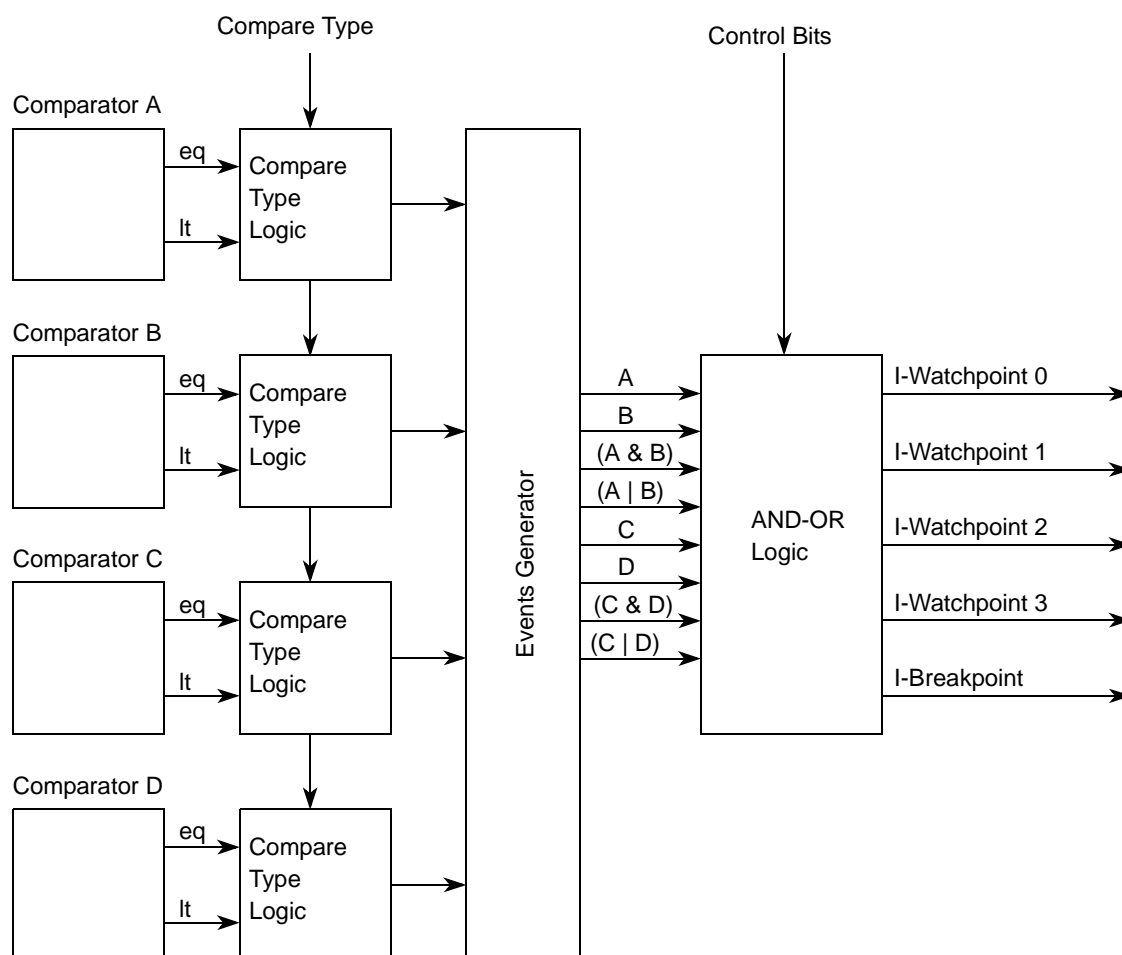 Compare Type
Control Bits
Comparator A
eq
lt
Compare
Type
Logic
Comparator B
eq
lt
Compare
Type
Logic
Comparator C
eq
lt
Compare
Type
Logic
Comparator D
eq
lt
Compare
Type
Logic
Events Generator
A
B
(A & B)
(A | B)
C
D
(C & D)
(C | D)
AND-OR
Logic
I-Watchpoint 0
I-Watchpoint 1
I-Watchpoint 2
I-Watchpoint 3
I-Breakpoint